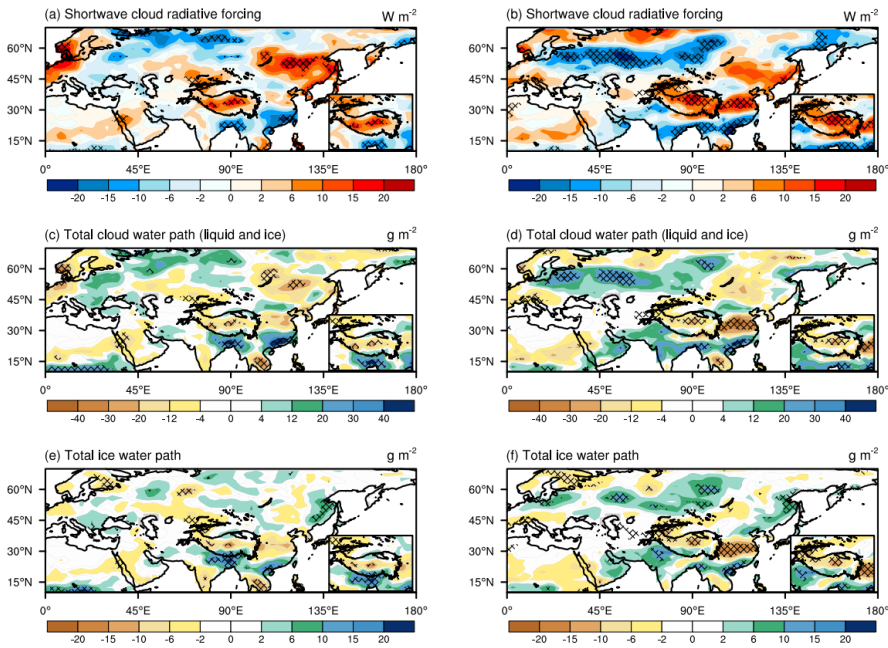 (a) Shortwave cloud radiative forcing W m-2
60°N
45°N
30°N
15°N
0° 45°E 90°E 135°E 180°
-20 -15 -10 -6 -2 0 2 6 10 15 20
(b) Shortwave cloud radiative forcing W m-2
60°N
45°N
30°N
15°N
0° 45°E 90°E 135°E 180°
-20 -15 -10 -6 -2 0 2 6 10 15 20
(c) Total cloud water path (liquid and ice) g m-2
60°N
45°N
30°N
15°N
0° 45°E 90°E 135°E 180°
-40 -30 -20 -12 -4 0 4 12 20 30 40
(d) Total cloud water path (liquid and ice) g m-2
60°N
45°N
30°N
15°N
0° 45°E 90°E 135°E 180°
-40 -30 -20 -12 -4 0 4 12 20 30 40
(e) Total ice water path g m-2
60°N
45°N
30°N
15°N
0° 45°E 90°E 135°E 180°
-20 -15 -10 -6 -2 0 2 6 10 15 20
(f) Total ice water path g m-2
60°N
45°N
30°N
15°N
0° 45°E 90°E 135°E 180°
-20 -15 -10 -6 -2 0 2 6 10 15 20